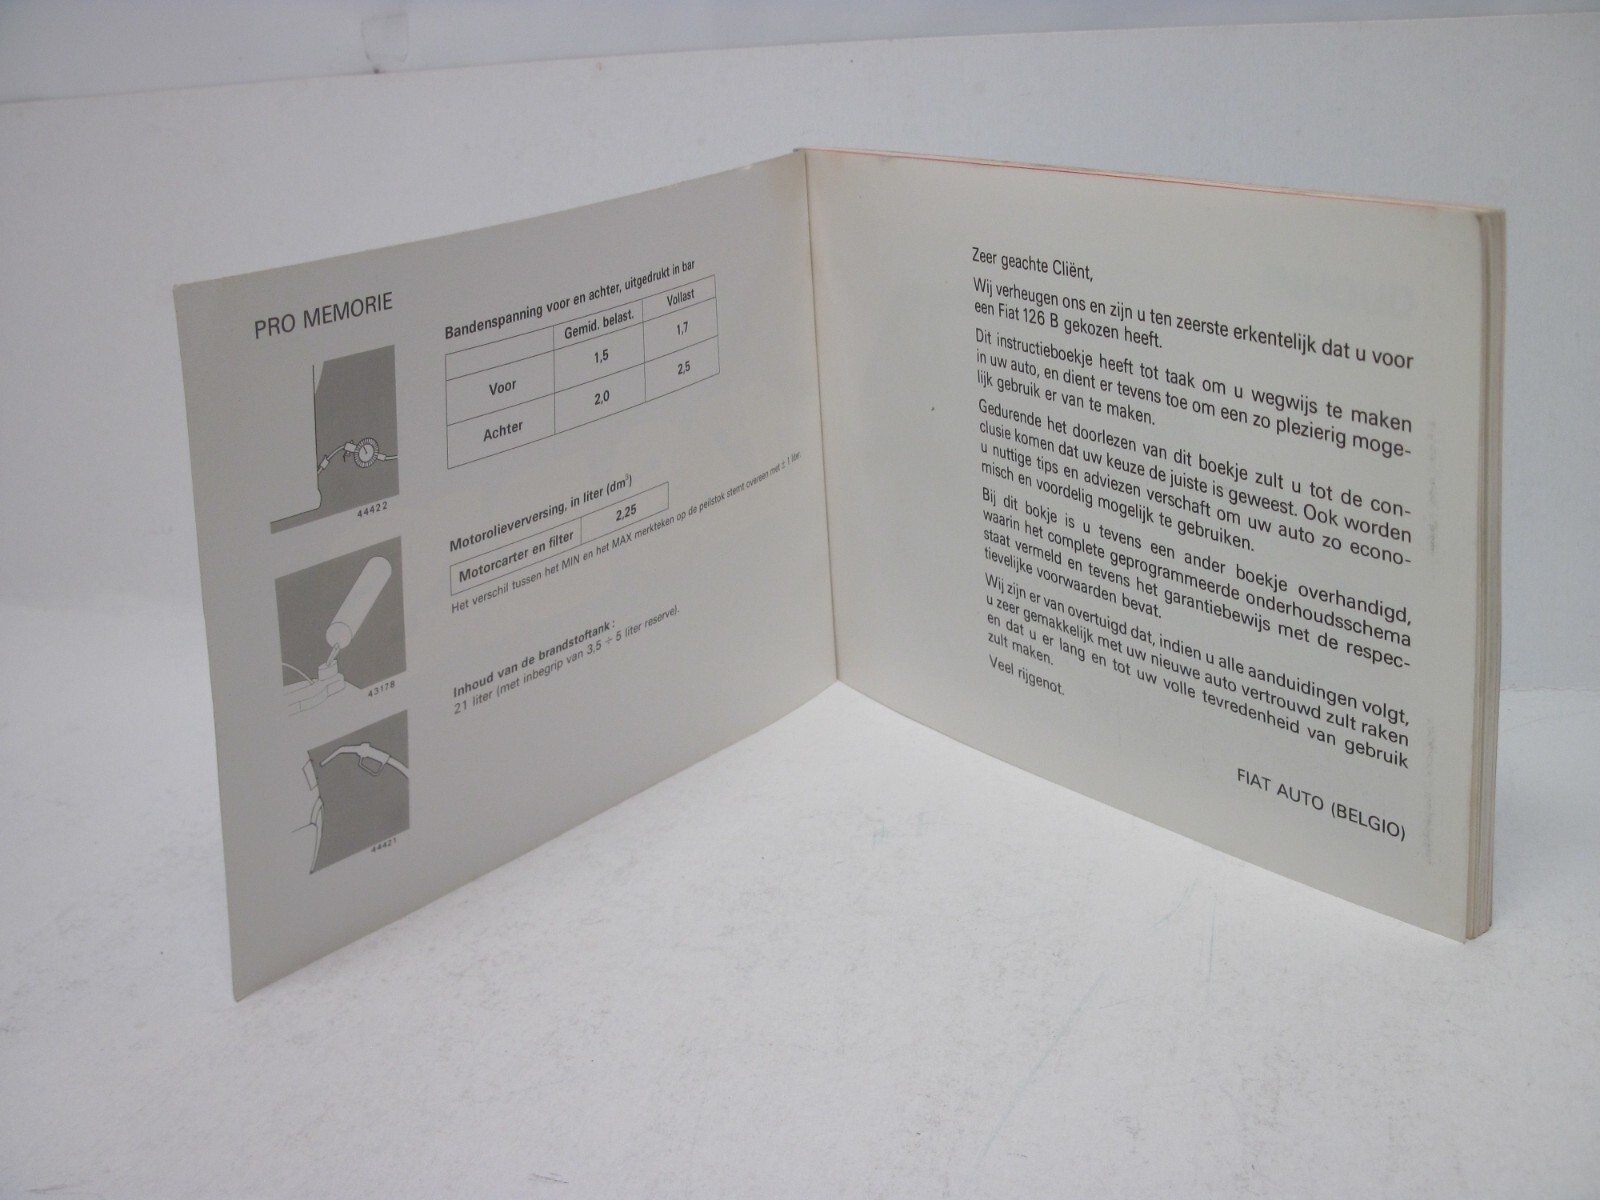 PRO MEMORIE
44422
43178
44421
Bandenspanning voor en achter, uitgedrukt in bar
Gemid. belast. Vollast
Voor 1,5 1,7
Achter 2,0 2,5
Motorolieverversing, in liter (dm³)
Motorcarter en filter 2,25
Het verschil tussen het MIN en het MAX merkteken op de peilstok stemt overeen met ± 1 liter.
Inhoud van de brandstoftank:
21 liter (met inbegrip van 3,5 ÷ 5 liter reserve).
Zeer geachte Cliënt,
Wij verheugen ons en zijn u ten zeerste erkentelijk dat u voor
een Fiat 126 B gekozen heeft.
Dit instructieboekje heeft tot taak om u wegwijs te maken
in uw auto, en dient er tevens toe om een zo plezierig moge-
lijk gebruik er van te maken.
Gedurende het doorlezen van dit boekje zult u tot de con-
clusie komen dat uw keuze de juiste is geweest. Ook worden
u nuttige tips en adviezen verschaft om uw auto zo econo-
misch en voordelig mogelijk te gebruiken.
Bij dit bokje is u tevens een ander boekje overhandigd,
waarin het complete geprogrammeerde onderhoudsschema
staat vermeld en tevens het garantiebewijs met de respec-
tievelijke voorwaarden bevat.
Wij zijn er van overtuigd dat, indien u alle aanduidingen volgt,
u zeer gemakkelijk met uw nieuwe auto vertrouwd zult raken
en dat u er lang en tot uw volle tevredenheid van gebruik
zult maken.
Veel rijgenot.
FIAT AUTO (BELGIO)